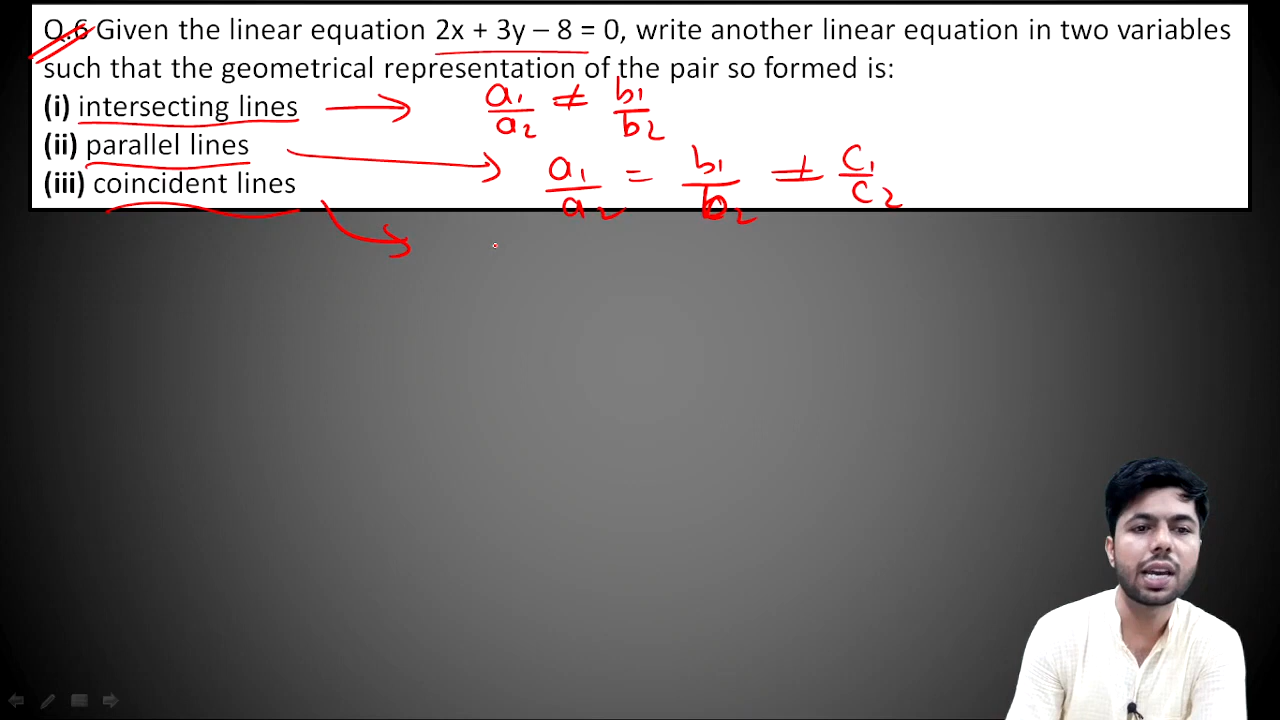 Q.6 Given the linear equation 2x + 3y – 8 = 0, write another linear equation in two variables
such that the geometrical representation of the pair so formed is:
(i) intersecting lines → a₁/a₂ ≠ b₁/b₂
(ii) parallel lines → a₁/a₂ = b₁/b₂ ≠ c₁/c₂
(iii) coincident lines →